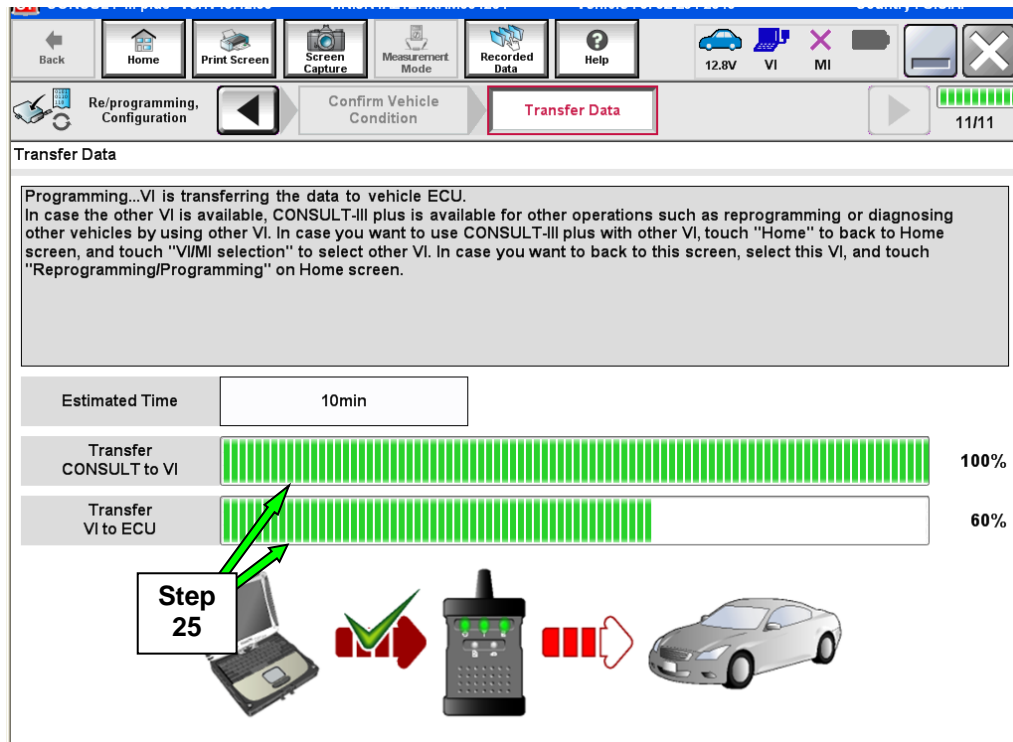 Back
Home
Print Screen
Screen
Capture
Measurement
Mode
Recorded
Data
Help
12.8V
VI
MI
Re/programming,
Configuration
Confirm Vehicle
Condition
Transfer Data
11/11
Transfer Data
Programming...VI is transferring the data to vehicle ECU.
In case the other VI is available, CONSULT-III plus is available for other operations such as reprogramming or diagnosing
other vehicles by using other VI. In case you want to use CONSULT-III plus with other VI, touch "Home" to back to Home
screen, and touch "VI/MI selection" to select other VI. In case you want to back to this screen, select this VI, and touch
"Reprogramming/Programming" on Home screen.
Estimated Time
10min
Transfer
CONSULT to VI
100%
Transfer
VI to ECU
60%
Step
25